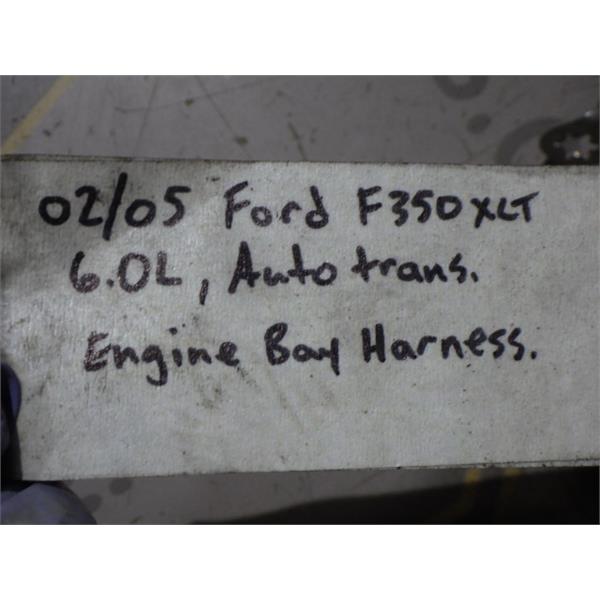 02/05 Ford F350 XLT
6.0L, Auto trans.
Engine Bay Harness.